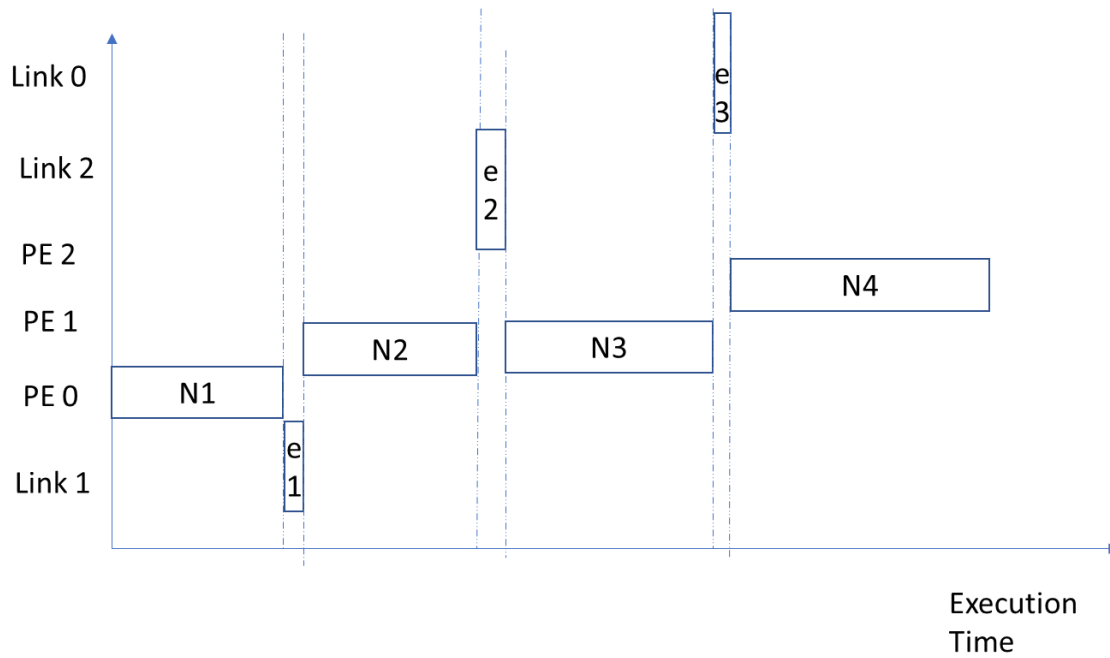 Link 0
e
3
Link 2
e
2
PE 2
N4
PE 1
N2
N3
PE 0
N1
e
1
Link 1
Execution
Time